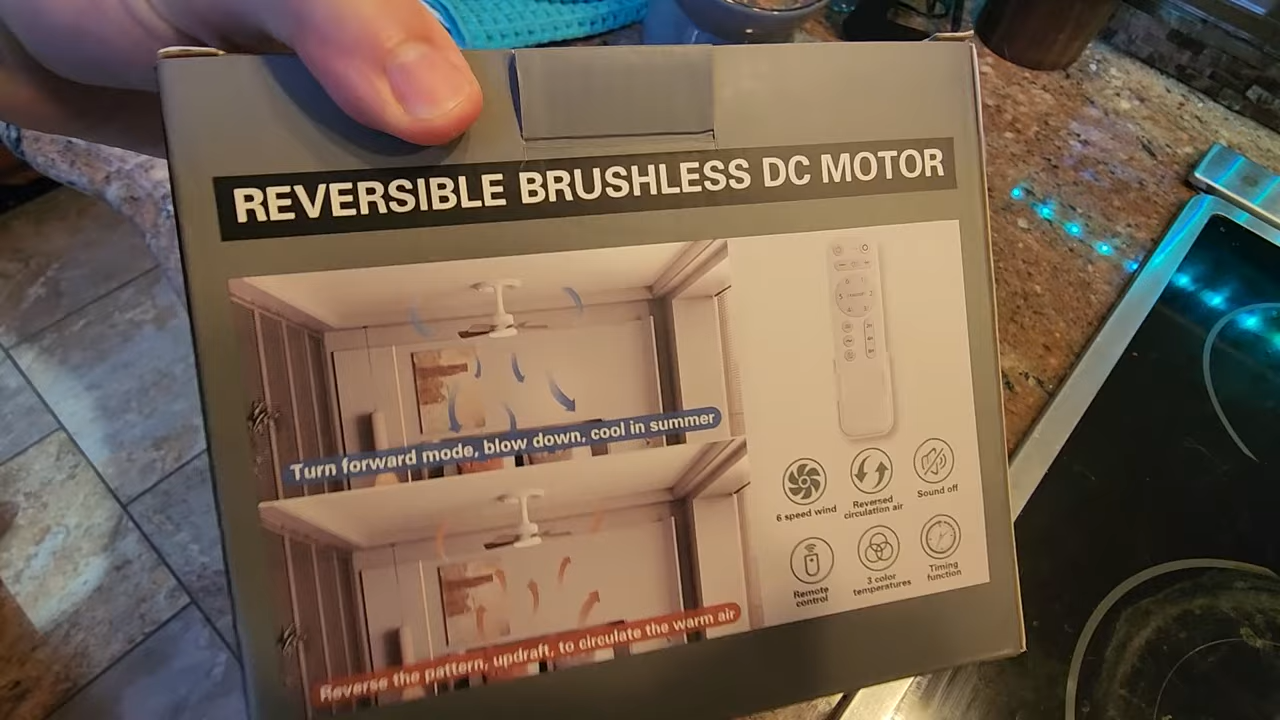 REVERSIBLE BRUSHLESS DC MOTOR
Turn forward mode, blow down, cool in summer
Reverse the pattern, updraft, to circulate the warm air
6 speed wind
Reversed
circulation air
Sound off
Remote
control
3 color
temperatures
Timing
function